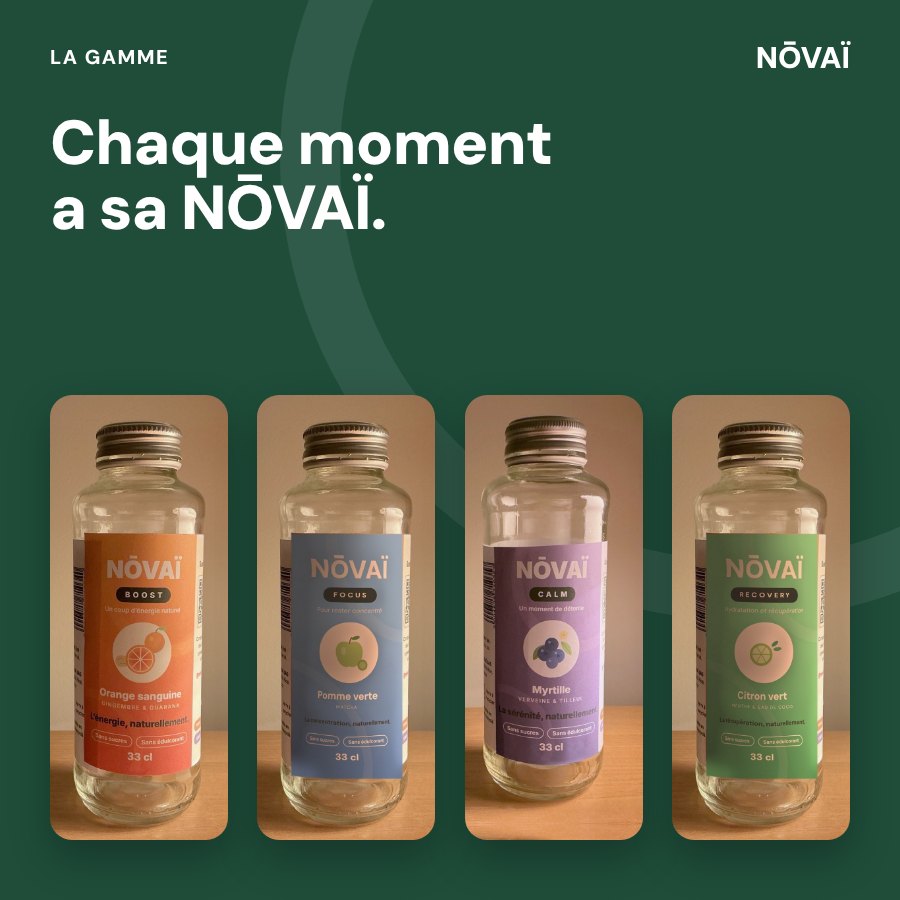 LA GAMME
NŌVAÏ
Chaque moment
a sa NŌVAÏ.
NŌVAÏ
BOOST
Un coup d'énergie naturel
Orange sanguine
GINGEMBRE & GUARANA
L'énergie, naturellement.
Sans sucres
Sans édulcorant
33 cl
NŌVAÏ
FOCUS
Pour rester concentré
Pomme verte
MATCHA
La concentration, naturellement.
Sans sucres
Sans édulcorant
33 cl
NŌVAÏ
CALM
Un moment de détente
Myrtille
VERVEINE & TILLEUL
La sérénité, naturellement.
Sans sucres
Sans édulcorant
33 cl
NŌVAÏ
RECOVERY
Hydratation et récupération
Citron vert
MENTHE & EAU DE COCO
La récupération, naturellement.
Sans sucres
Sans édulcorant
33 cl